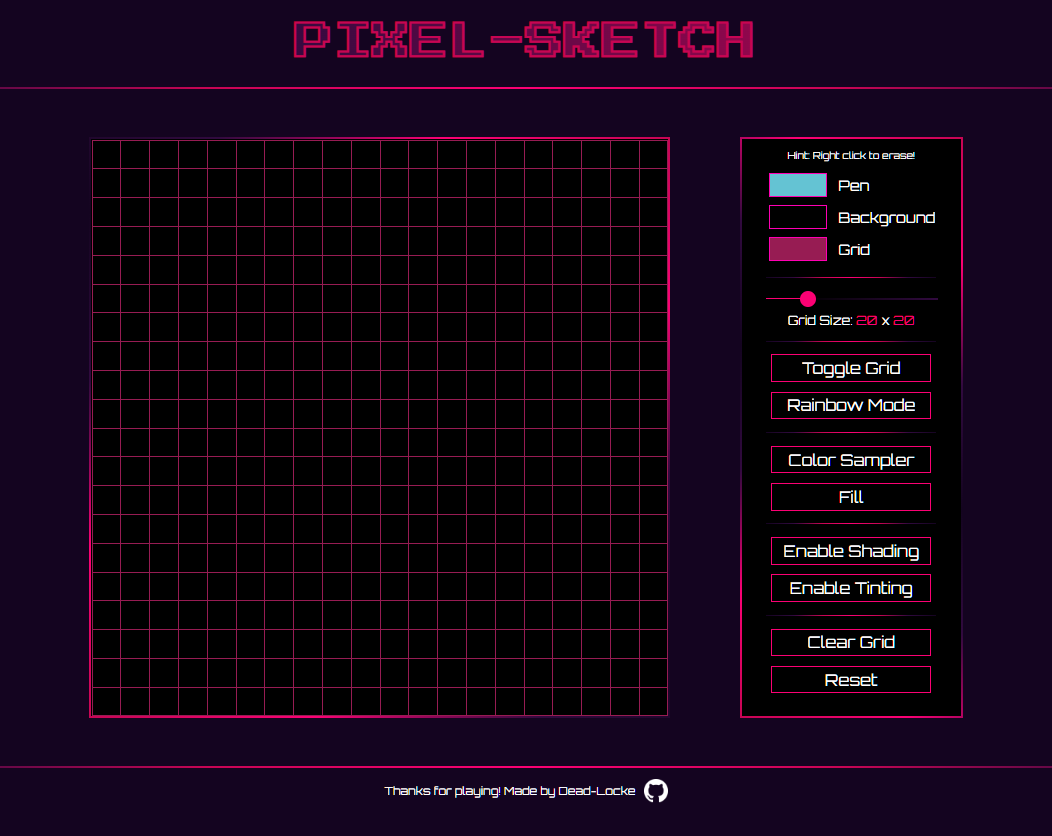 PIXEL-SKETCH
Hint: Right click to erase!
Pen
Background
Grid
Grid Size: 20 x 20
Toggle Grid
Rainbow Mode
Color Sampler
Fill
Enable Shading
Enable Tinting
Clear Grid
Reset
Thanks for playing! Made by Dead-Locke